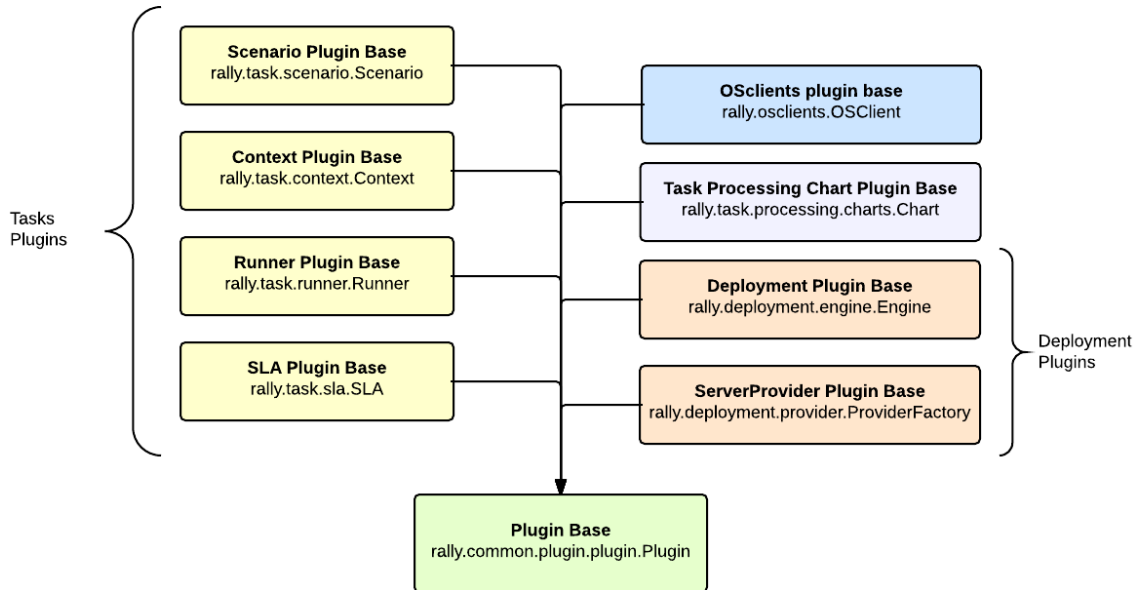 Tasks
Plugins
Scenario Plugin Base
rally.task.scenario.Scenario
Context Plugin Base
rally.task.context.Context
Runner Plugin Base
rally.task.runner.Runner
SLA Plugin Base
rally.task.sla.SLA
OSclients plugin base
rally.osclients.OSClient
Task Processing Chart Plugin Base
rally.task.processing.charts.Chart
Deployment Plugin Base
rally.deployment.engine.Engine
ServerProvider Plugin Base
rally.deployment.provider.ProviderFactory
Deployment
Plugins
Plugin Base
rally.common.plugin.plugin.Plugin